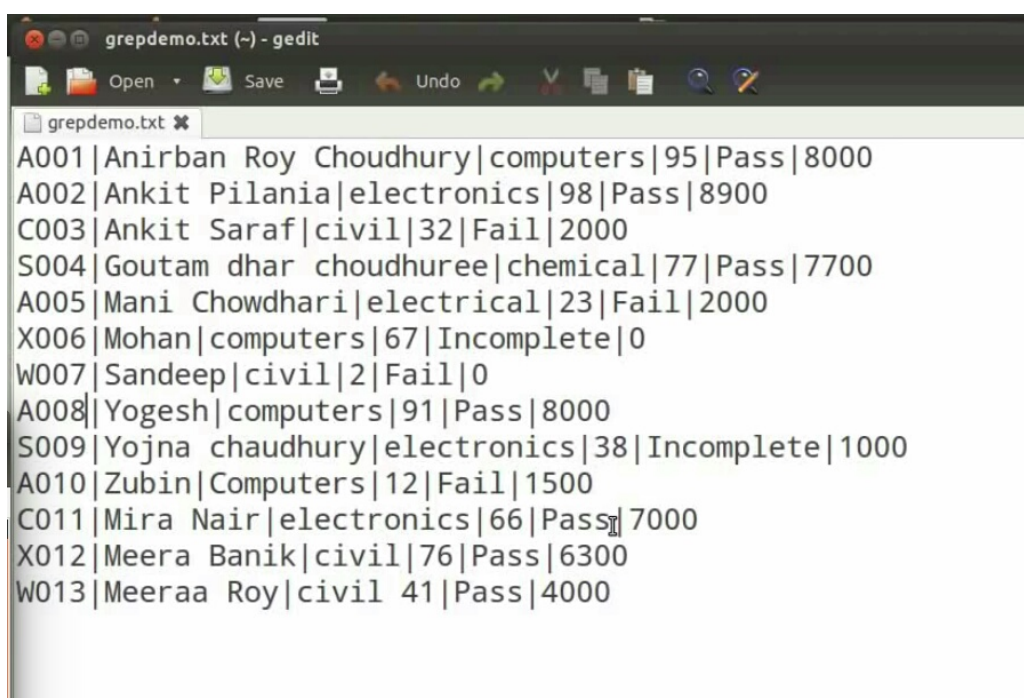 grepdemo.txt (~) - gedit
Open Save Undo
grepdemo.txt
A001|Anirban Roy Choudhury|computers|95|Pass|8000
A002|Ankit Pilania|electronics|98|Pass|8900
C003|Ankit Saraf|civil|32|Fail|2000
S004|Goutam dhar choudhuree|chemical|77|Pass|7700
A005|Mani Chowdhari|electrical|23|Fail|2000
X006|Mohan|computers|67|Incomplete|0
W007|Sandeep|civil|2|Fail|0
A008|Yogesh|computers|91|Pass|8000
S009|Yojna chaudhury|electronics|38|Incomplete|1000
A010|Zubin|Computers|12|Fail|1500
C011|Mira Nair|electronics|66|Pass|7000
X012|Meera Banik|civil|76|Pass|6300
W013|Meeraa Roy|civil 41|Pass|4000